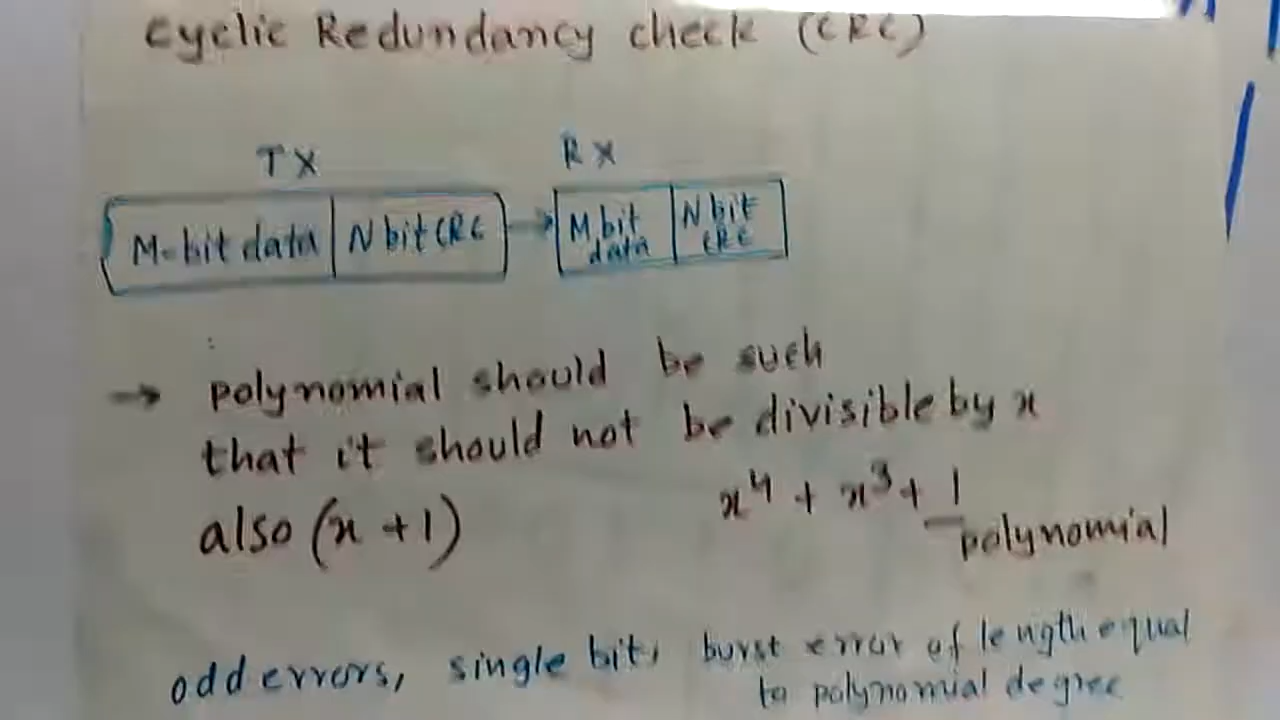 Cyclic Redundancy check (CRC)
TX RX
M-bit data N bit CRC → M bit data N bit CRC
→ polynomial should be such
that it should not be divisible by x
also (x + 1) x⁴ + x³ + 1
polynomial
odd errors, single bit, burst error of length equal
to polynomial degree